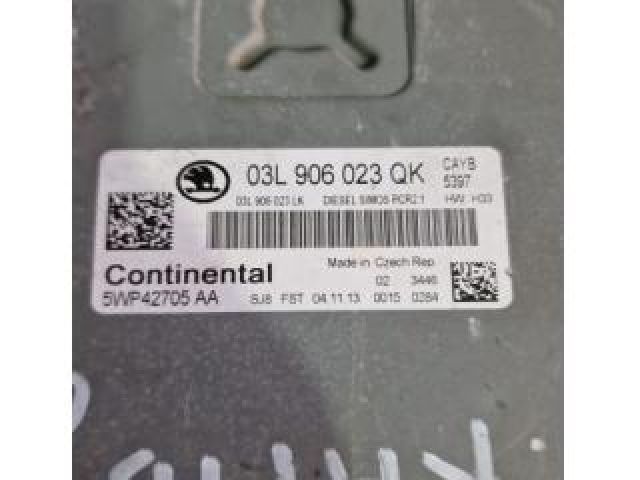 03L 906 023 QK CAYB
5397
03L 906 023 LK DIESEL SIMOS PCR2.1 HW: H03
Continental Made in Czech Rep.
02 3446
5WP42705 AA SJ8 FST 04.11.13 0015 0284